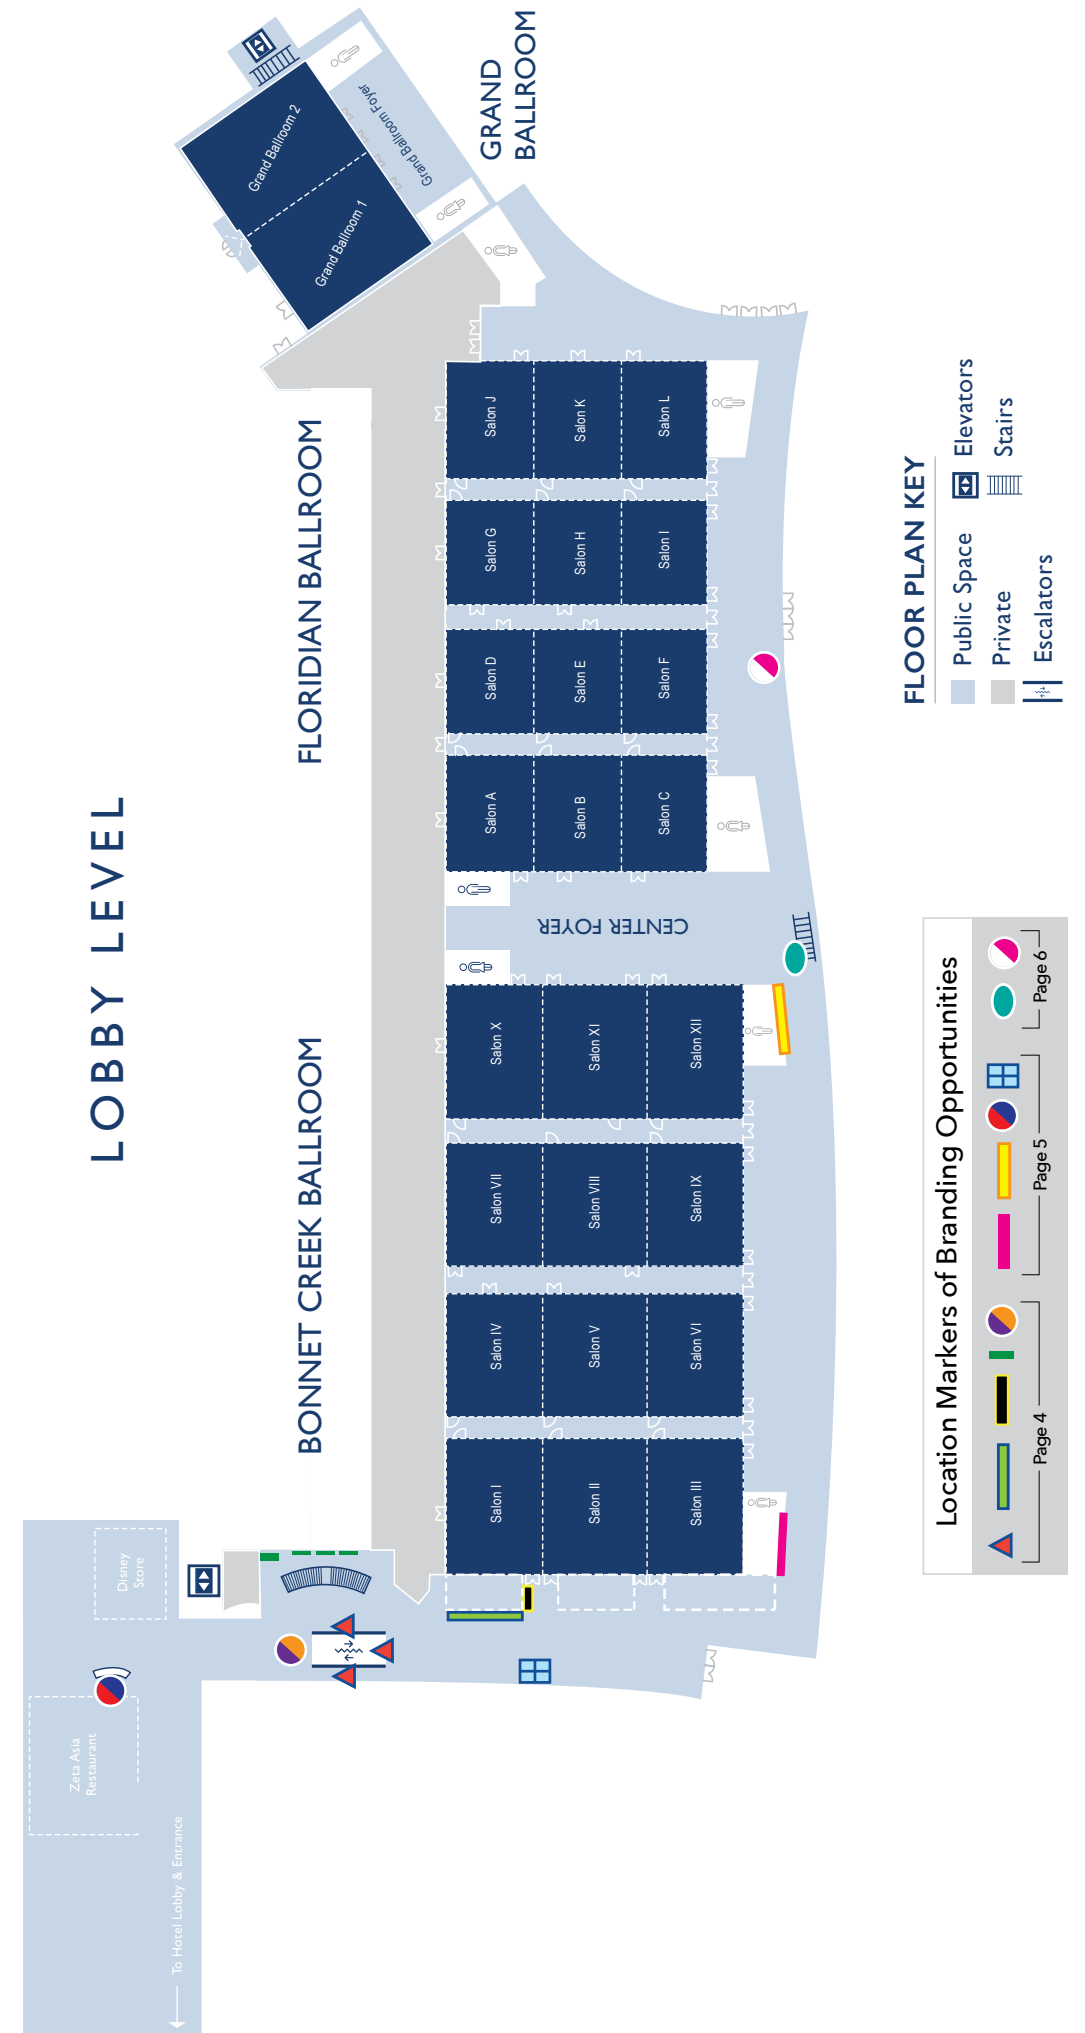 LOBBY LEVEL
BONNET CREEK BALLROOM
FLORIDIAN BALLROOM
GRAND
BALLROOM
Disney
Store
Zeta Asia
Restaurant
To Hotel Lobby & Entrance
Salon I
Salon II
Salon III
Salon IV
Salon V
Salon VI
Salon VII
Salon VIII
Salon IX
Salon X
Salon XI
Salon XII
CENTER FOYER
Salon A
Salon B
Salon C
Salon D
Salon E
Salon F
Salon G
Salon H
Salon I
Salon J
Salon K
Salon L
Grand Ballroom 1
Grand Ballroom 2
Grand Ballroom Foyer
Location Markers of Branding Opportunities
Page 4
Page 5
Page 6
FLOOR PLAN KEY
Public Space
Elevators
Private
Stairs
Escalators